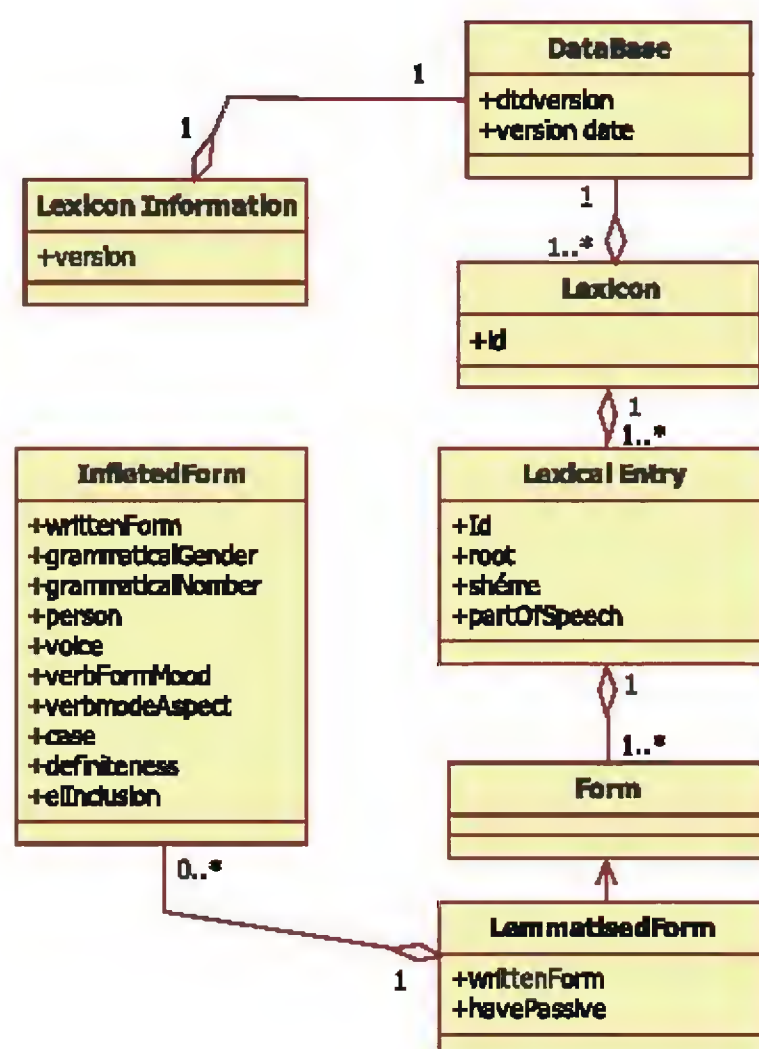 DataBase
+dtdversion
+version date
1
1
Lexicon Information
+version
1
1..*
Lexicon
+Id
1
1..*
Lexical Entry
+Id
+root
+shéme
+partOfSpeech
InflatedForm
+writtenForm
+grammaticalGender
+grammaticalNomber
+person
+voice
+verbFormMood
+verbmodeAspect
+case
+definiteness
+elInclusion
1
1..*
Form
0..*
1
LemmatisedForm
+writtenForm
+havePassive